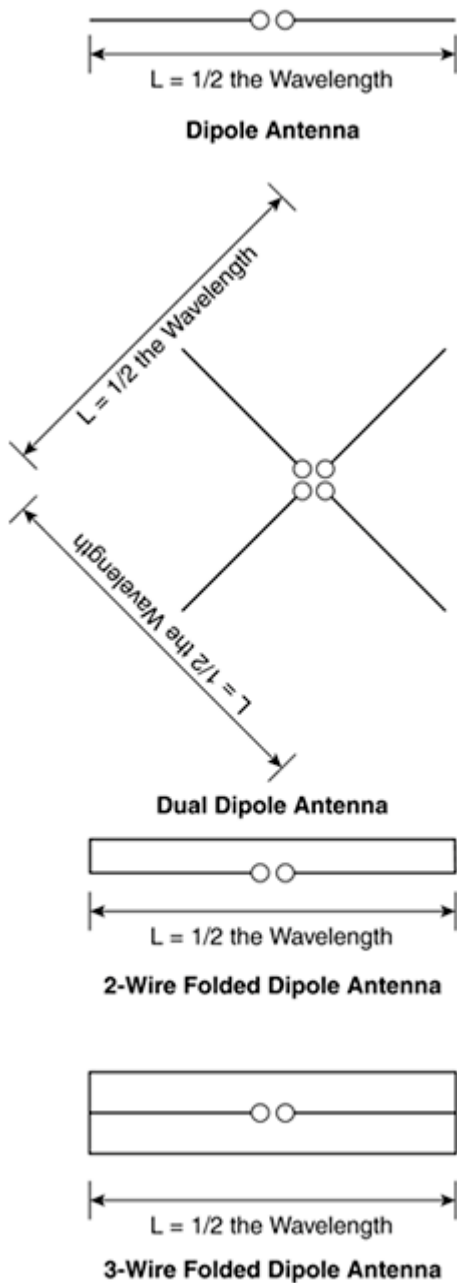 L = 1/2 the Wavelength
Dipole Antenna
L = 1/2 the Wavelength
L = 1/2 the Wavelength
Dual Dipole Antenna
L = 1/2 the Wavelength
2-Wire Folded Dipole Antenna
L = 1/2 the Wavelength
3-Wire Folded Dipole Antenna